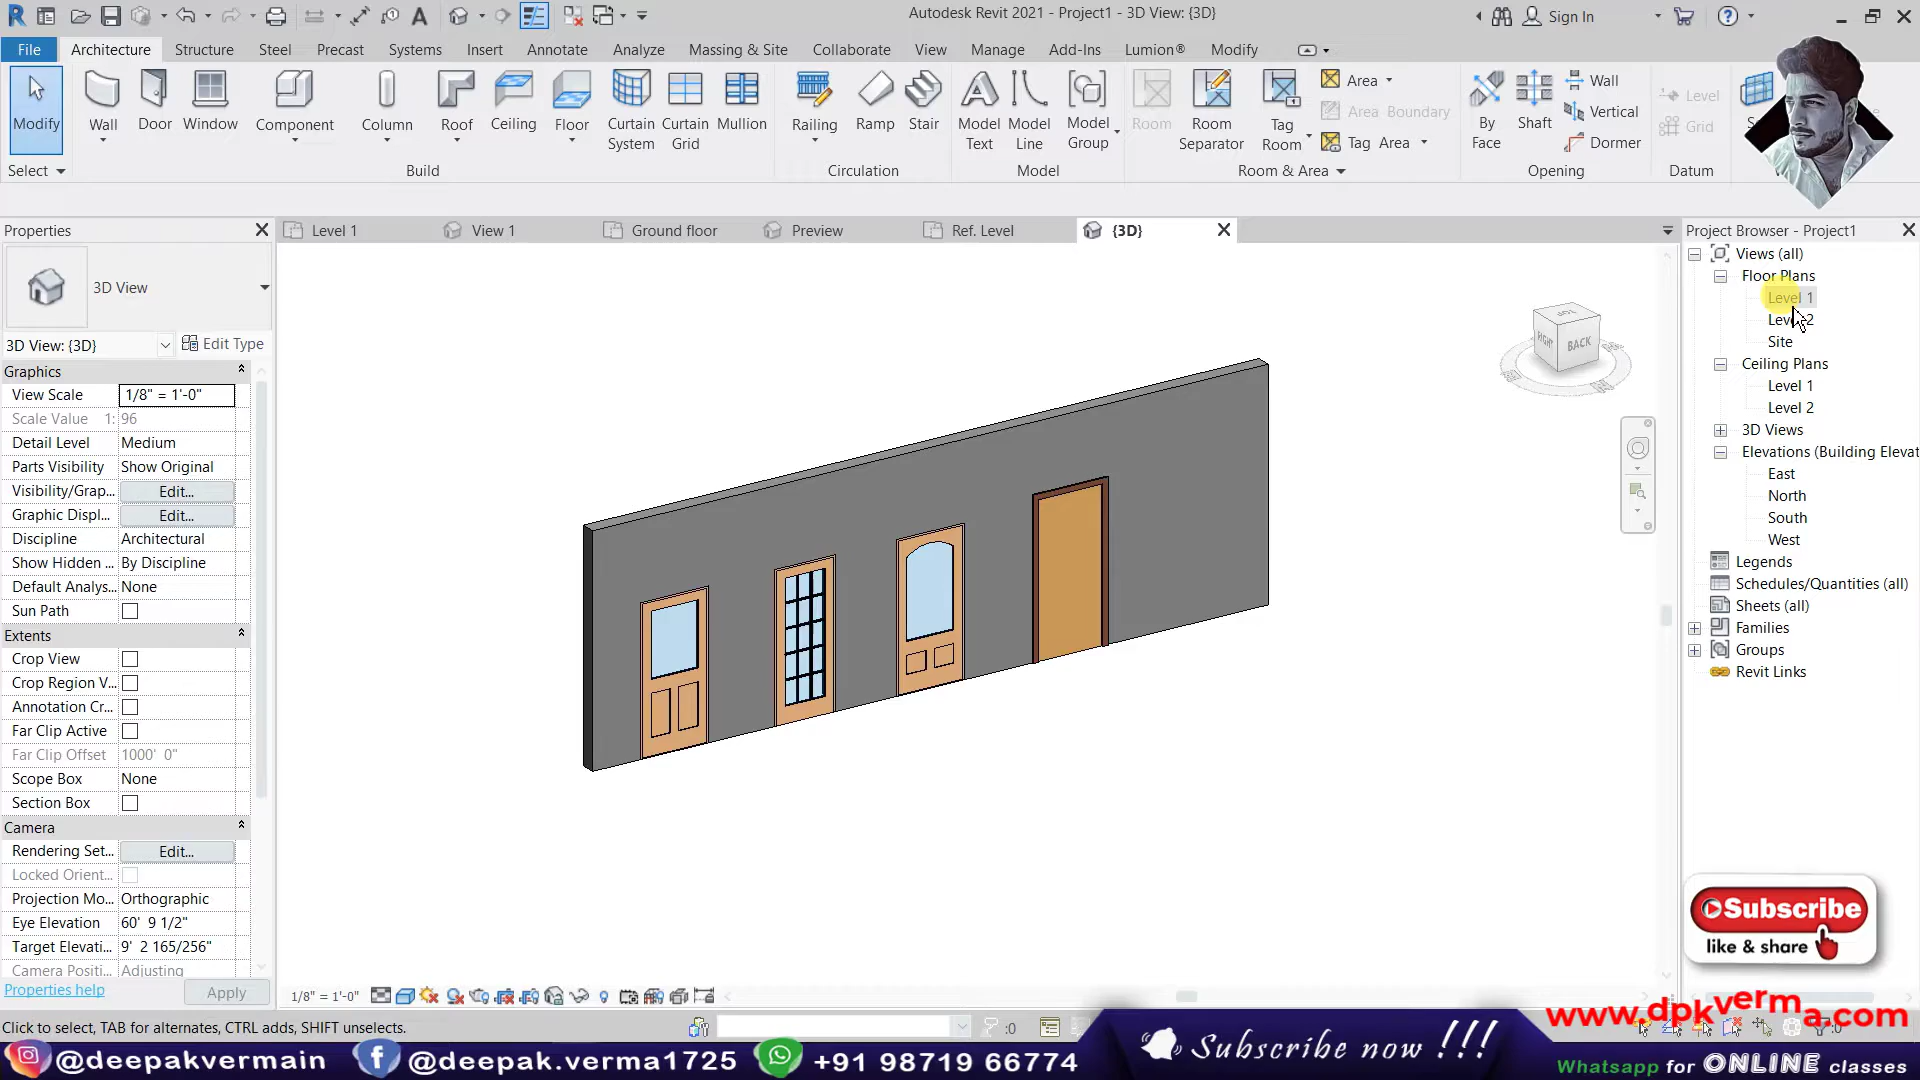 Autodesk Revit 2021 - Project1 - 3D View: {3D}
Sign In
File Architecture Structure Steel Precast Systems Insert Annotate Analyze Massing & Site Collaborate View Manage Add-Ins Lumion® Modify
Modify Wall Door Window Component Column Roof Ceiling Floor Curtain System Curtain Grid Mullion Railing Ramp Stair Model Text Model Line Model Group Room Room Separator Tag Room By Face Shaft
Area Wall
Area Boundary Vertical Level
Tag Area Dormer Grid
Select Build Circulation Model Room & Area Opening Datum
Properties
Level 1 View 1 Ground floor Preview Ref. Level {3D}
Project Browser - Project1
3D View
3D View: {3D} Edit Type
Graphics
View Scale 1/8" = 1'-0"
Scale Value 1: 96
Detail Level Medium
Parts Visibility Show Original
Visibility/Grap... Edit...
Graphic Displ... Edit...
Discipline Architectural
Show Hidden ... By Discipline
Default Analys... None
Sun Path
Extents
Crop View
Crop Region V...
Annotation Cr...
Far Clip Active
Far Clip Offset 1000' 0"
Scope Box None
Section Box
Camera
Rendering Set... Edit...
Locked Orient...
Projection Mo... Orthographic
Eye Elevation 60' 9 1/2"
Target Elevati... 9' 2 165/256"
Camera Positi... Adjusting
Properties help Apply
TOP
RIGHT BACK
Views (all)
Floor Plans
Level 1
Level 2
Site
Ceiling Plans
Level 1
Level 2
3D Views
Elevations (Building Elevat
East
North
South
West
Legends
Schedules/Quantities (all)
Sheets (all)
Families
Groups
Revit Links
Subscribe
like & share
1/8" = 1'-0"
www.dpkverma.com
Click to select, TAB for alternates, CTRL adds, SHIFT unselects.
:0
:0
@deepakvermain @deepak.verma1725 +91 98719 66774
Subscribe now !!!
Whatsapp for ONLINE classes